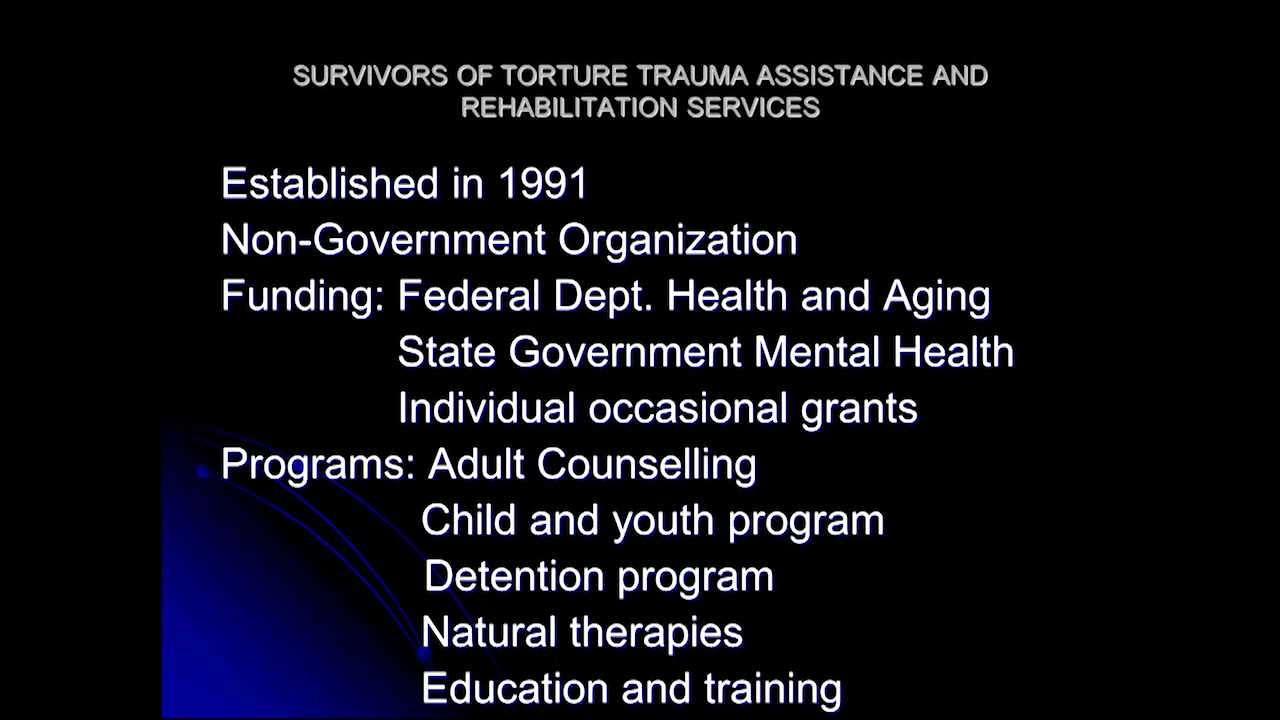 SURVIVORS OF TORTURE TRAUMA ASSISTANCE AND
REHABILITATION SERVICES
Established in 1991
Non-Government Organization
Funding: Federal Dept. Health and Aging
State Government Mental Health
Individual occasional grants
Programs: Adult Counselling
Child and youth program
Detention program
Natural therapies
Education and training